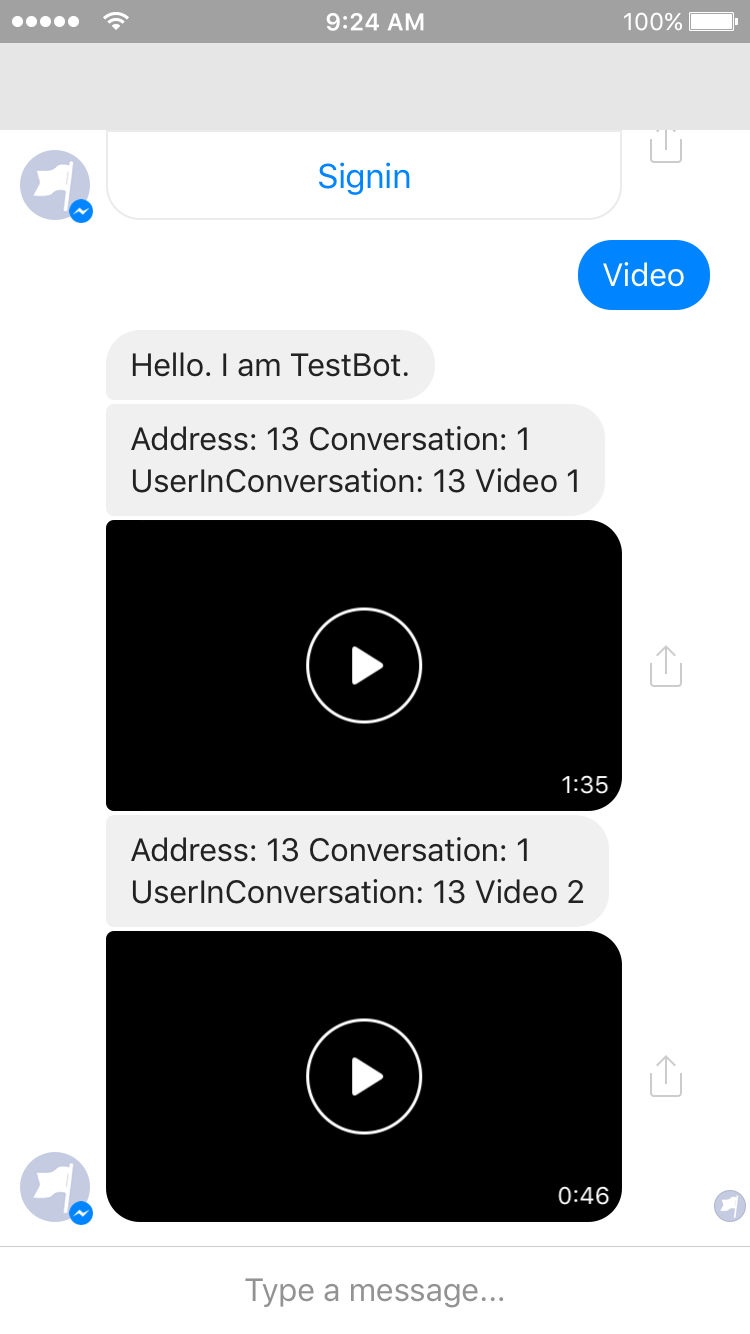 9:24 AM
100%
Signin
Video
Hello. I am TestBot.
Address: 13 Conversation: 1
UserInConversation: 13 Video 1
1:35
Address: 13 Conversation: 1
UserInConversation: 13 Video 2
0:46
Type a message...